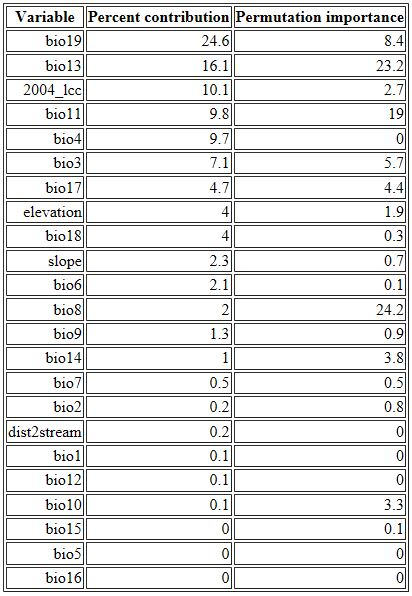 Variable Percent contribution Permutation importance
bio19 24.6 8.4
bio13 16.1 23.2
2004_lcc 10.1 2.7
bio11 9.8 19
bio4 9.7 0
bio3 7.1 5.7
bio17 4.7 4.4
elevation 4 1.9
bio18 4 0.3
slope 2.3 0.7
bio6 2.1 0.1
bio8 2 24.2
bio9 1.3 0.9
bio14 1 3.8
bio7 0.5 0.5
bio2 0.2 0.8
dist2stream 0.2 0
bio1 0.1 0
bio12 0.1 0
bio10 0.1 3.3
bio15 0 0.1
bio5 0 0
bio16 0 0